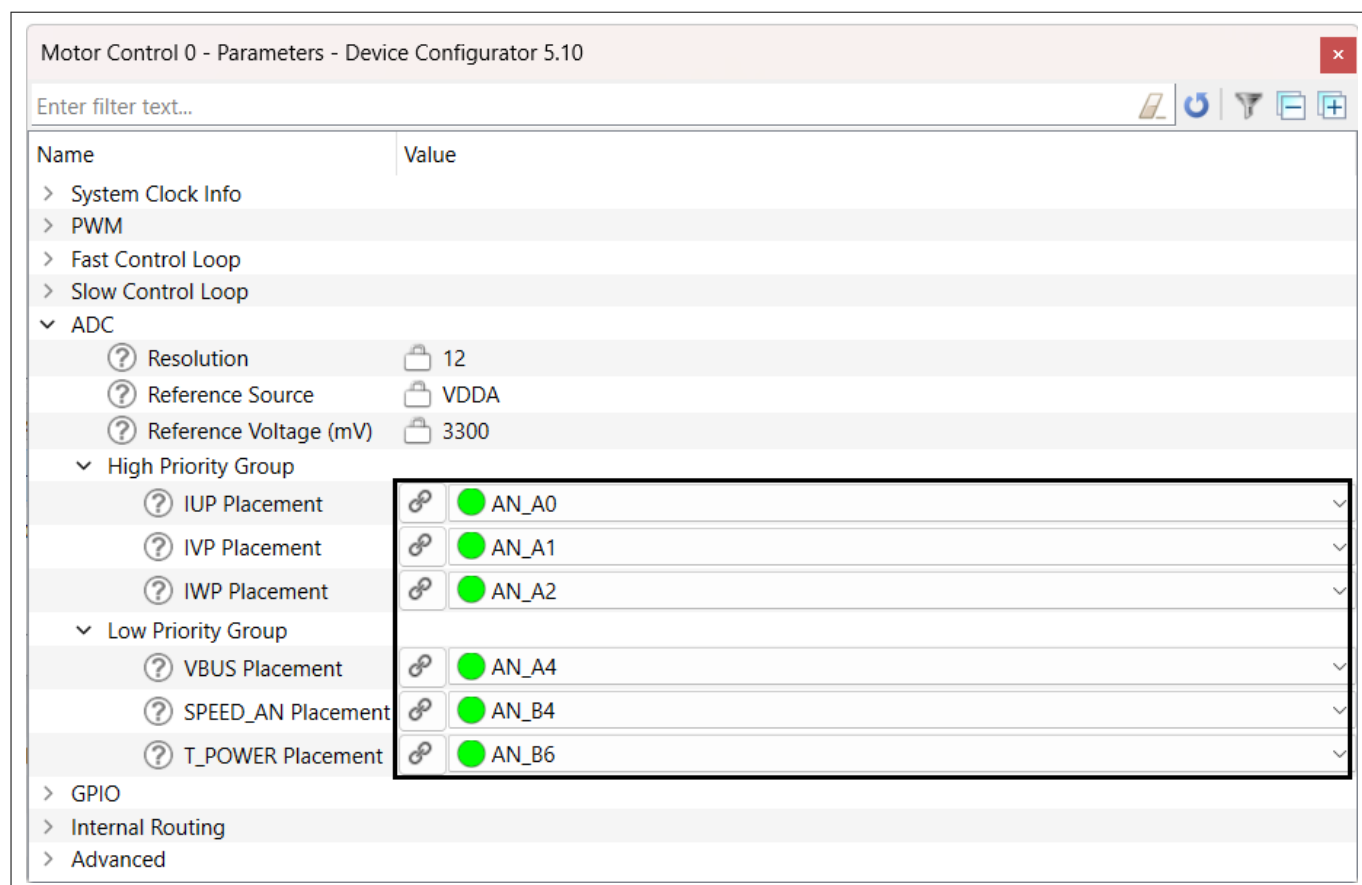 Motor Control 0 - Parameters - Device Configurator 5.10
Enter filter text...
Name Value
System Clock Info
PWM
Fast Control Loop
Slow Control Loop
ADC
Resolution 12
Reference Source VDDA
Reference Voltage (mV) 3300
High Priority Group
IUP Placement AN_A0
IVP Placement AN_A1
IWP Placement AN_A2
Low Priority Group
VBUS Placement AN_A4
SPEED_AN Placement AN_B4
T_POWER Placement AN_B6
GPIO
Internal Routing
Advanced